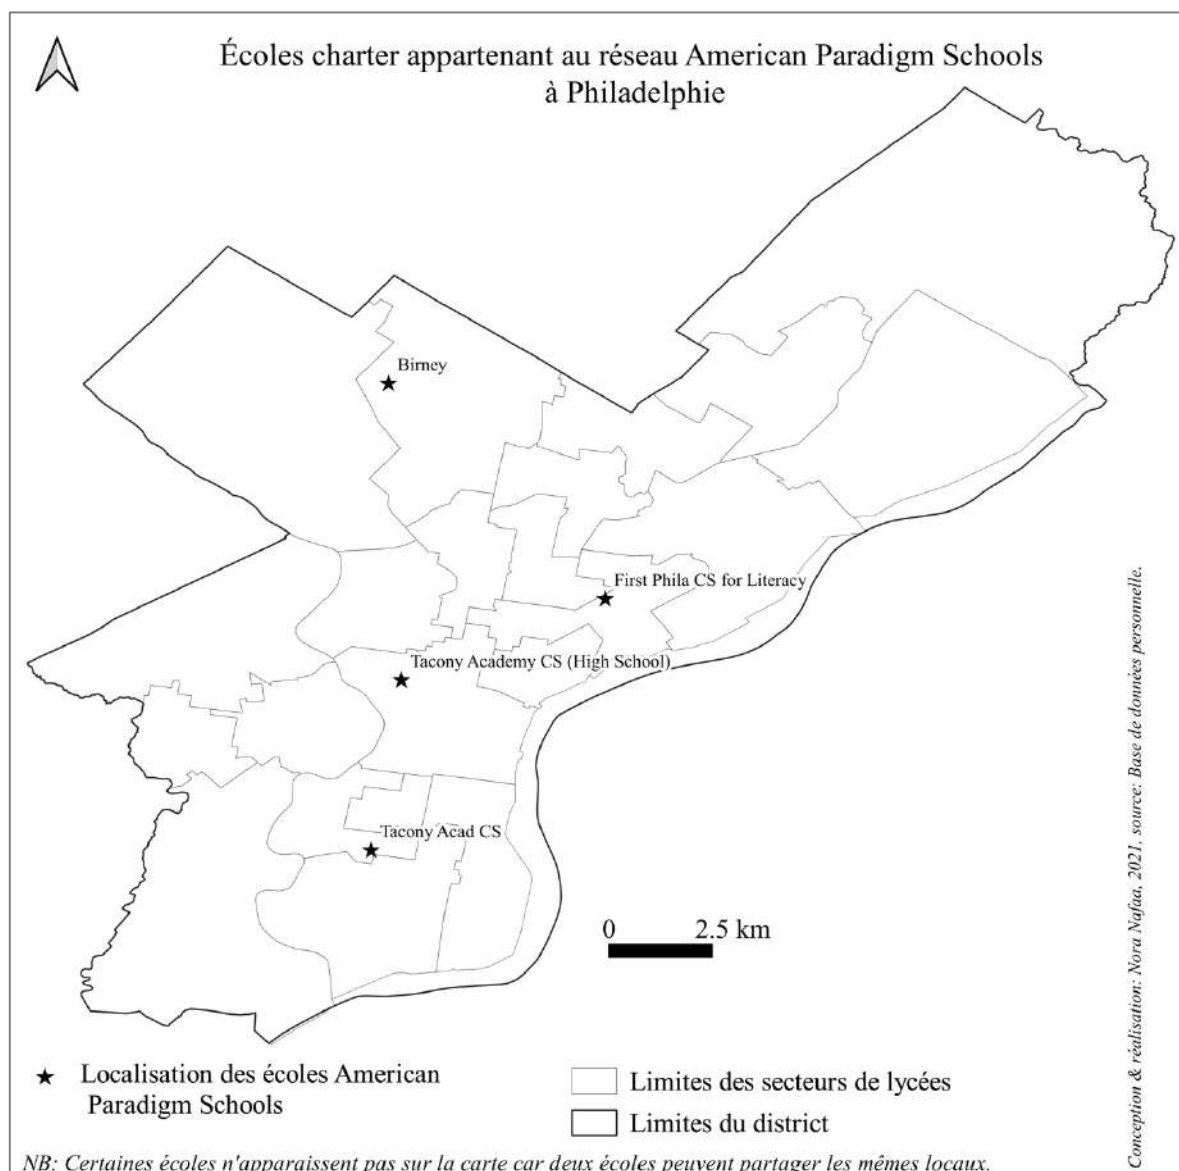 Écoles charter appartenant au réseau American Paradigm Schools
à Philadelphie
Birney
First Phila CS for Literacy
Tacony Academy CS (High School)
Tacony Acad CS
0 2.5 km
Localisation des écoles American
Paradigm Schools
Limites des secteurs de lycées
Limites du district
NB: Certaines écoles n'apparaissent pas sur la carte car deux écoles peuvent partager les mêmes locaux.
Conception & réalisation: Nora Nafaa, 2021, source: Base de données personnelle.